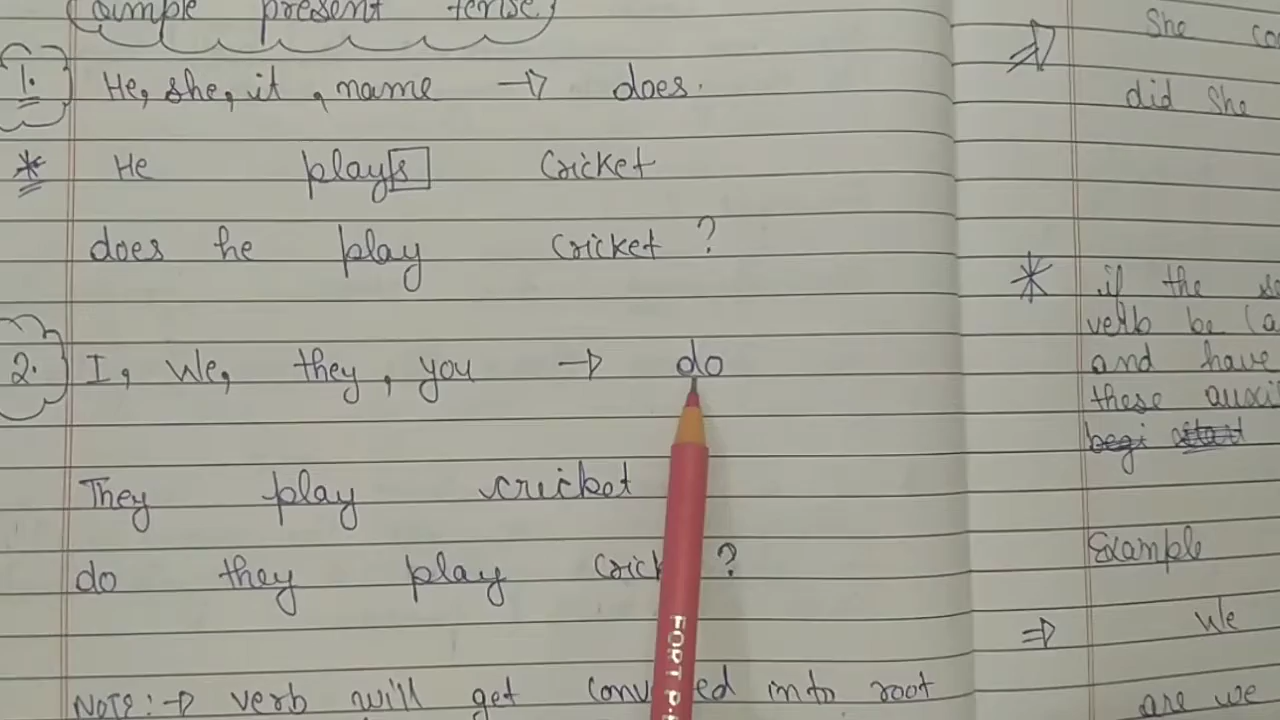 (simple present tense)
1. He, she, it, name → does.
* He plays cricket
does he play cricket ?
2. I, We, they, you → do
They play cricket
do they play ?
NOTE: → verb will get into root
⇒ She
did She
* if the
verb be
and have
these
Example
⇒ We
are we
FORT